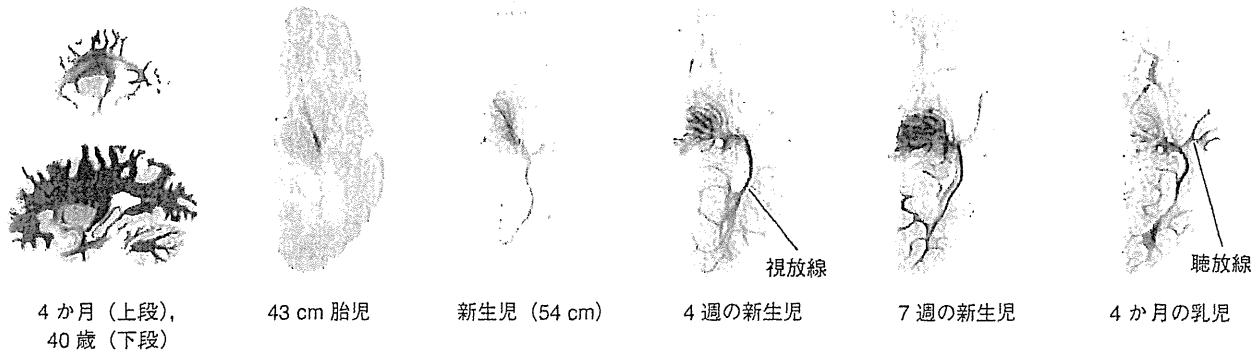 視放線
聴放線
4 か月（上段），
40 歳（下段）
43 cm 胎児
新生児（54 cm）
4 週の新生児
7 週の新生児
4 か月の乳児